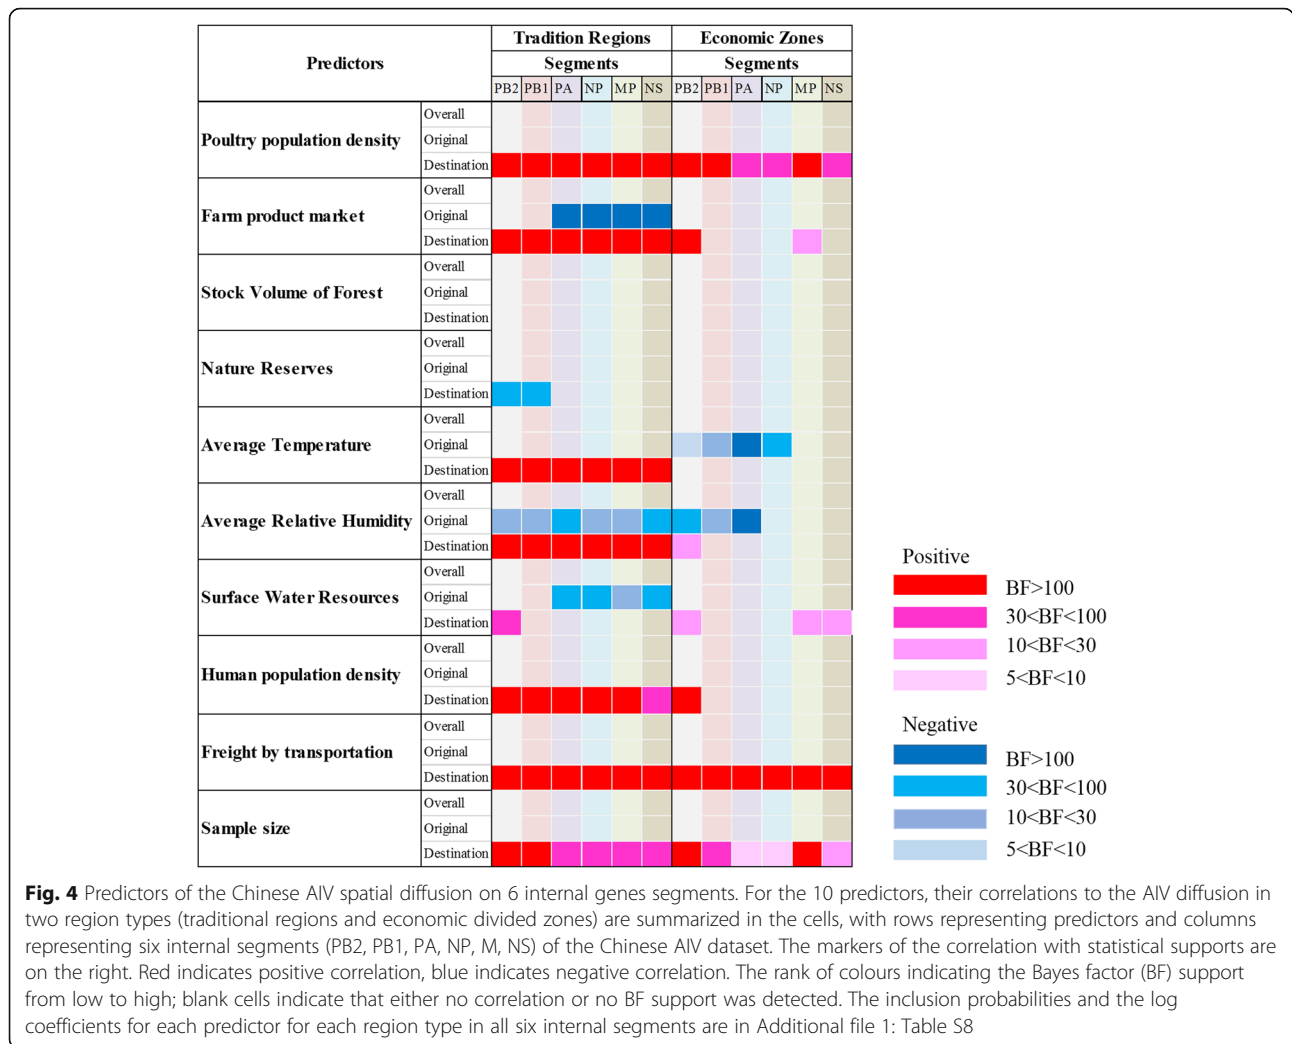 Predictors
Tradition Regions
Economic Zones
Segments
Segments
PB2 PB1 PA NP MP NS PB2 PB1 PA NP MP NS
Poultry population density
Overall
Original
Destination
Farm product market
Overall
Original
Destination
Stock Volume of Forest
Overall
Original
Destination
Nature Reserves
Overall
Original
Destination
Average Temperature
Overall
Original
Destination
Average Relative Humidity
Overall
Original
Destination
Surface Water Resources
Overall
Original
Destination
Human population density
Overall
Original
Destination
Freight by transportation
Overall
Original
Destination
Sample size
Overall
Original
Destination
Positive
BF>100
30<BF<100
10<BF<30
5<BF<10
Negative
BF>100
30<BF<100
10<BF<30
5<BF<10
Fig. 4 Predictors of the Chinese AIV spatial diffusion on 6 internal genes segments. For the 10 predictors, their correlations to the AIV diffusion in
two region types (traditional regions and economic divided zones) are summarized in the cells, with rows representing predictors and columns
representing six internal segments (PB2, PB1, PA, NP, M, NS) of the Chinese AIV dataset. The markers of the correlation with statistical supports are
on the right. Red indicates positive correlation, blue indicates negative correlation. The rank of colours indicating the Bayes factor (BF) support
from low to high; blank cells indicate that either no correlation or no BF support was detected. The inclusion probabilities and the log
coefficients for each predictor for each region type in all six internal segments are in Additional file 1: Table S8